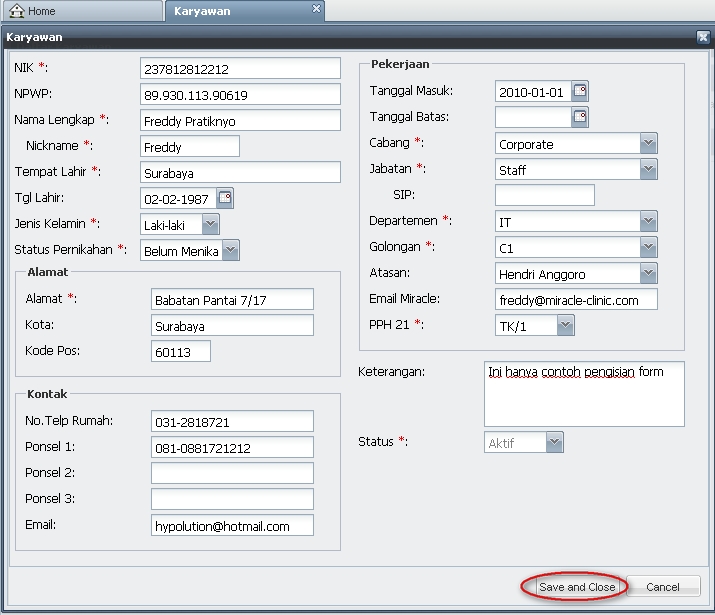 Home
Karyawan
Karyawan
NIK *: 237812812212
NPWP: 89.930.113.90619
Nama Lengkap *: Freddy Pratiknyo
Nickname *: Freddy
Tempat Lahir *: Surabaya
Tgl Lahir: 02-02-1987
Jenis Kelamin *: Laki-laki
Status Pernikahan *: Belum Menika
Alamat
Alamat *: Babatan Pantai 7/17
Kota: Surabaya
Kode Pos: 60113
Kontak
No.Telp Rumah: 031-2818721
Ponsel 1: 081-0881721212
Ponsel 2:
Ponsel 3:
Email: hypolution@hotmail.com
Pekerjaan
Tanggal Masuk: 2010-01-01
Tanggal Batas:
Cabang *: Corporate
Jabatan *: Staff
SIP:
Departemen *: IT
Golongan *: C1
Atasan: Hendri Anggoro
Email Miracle: freddy@miracle-clinic.com
PPH 21 *: TK/1
Keterangan: Ini hanya contoh pengisian form
Status *: Aktif
Save and Close
Cancel